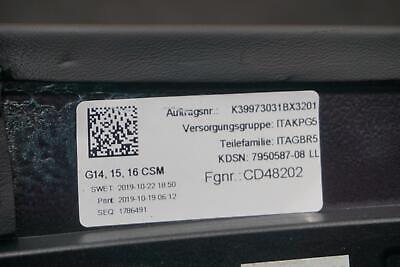 Auftragsnr.: K39973031BX3201
Versorgungsgruppe: ITAKPG5
Teilefamilie: ITAGBR5
KDSN: 7950587-08 LL
Fgnr.: CD48202
G14, 15, 16 CSM
SWET: 2019-10-22 18:50
Print: 2019-10-19 06:12
SEQ: 1786491